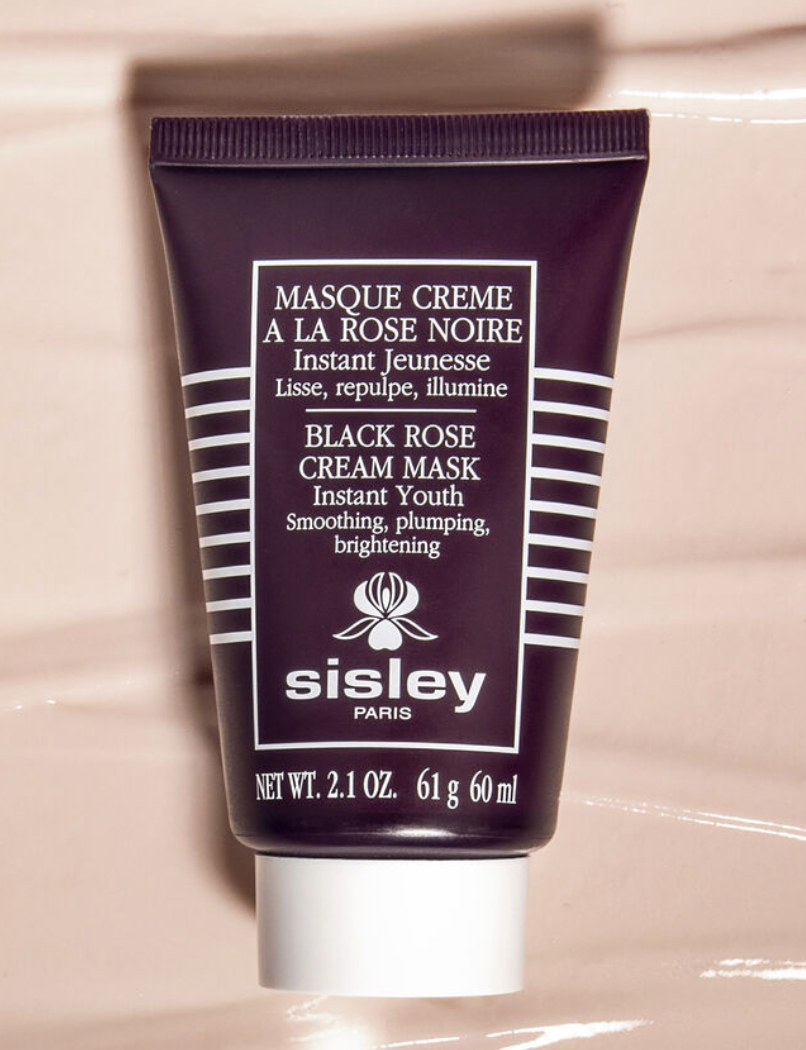 MASQUE CREME
A LA ROSE NOIRE
Instant Jeunesse
Lisse, repulpe, illumine
BLACK ROSE
CREAM MASK
Instant Youth
Smoothing, plumping,
brightening
sisley
PARIS
NET WT. 2.1 OZ. 61 g 60 ml